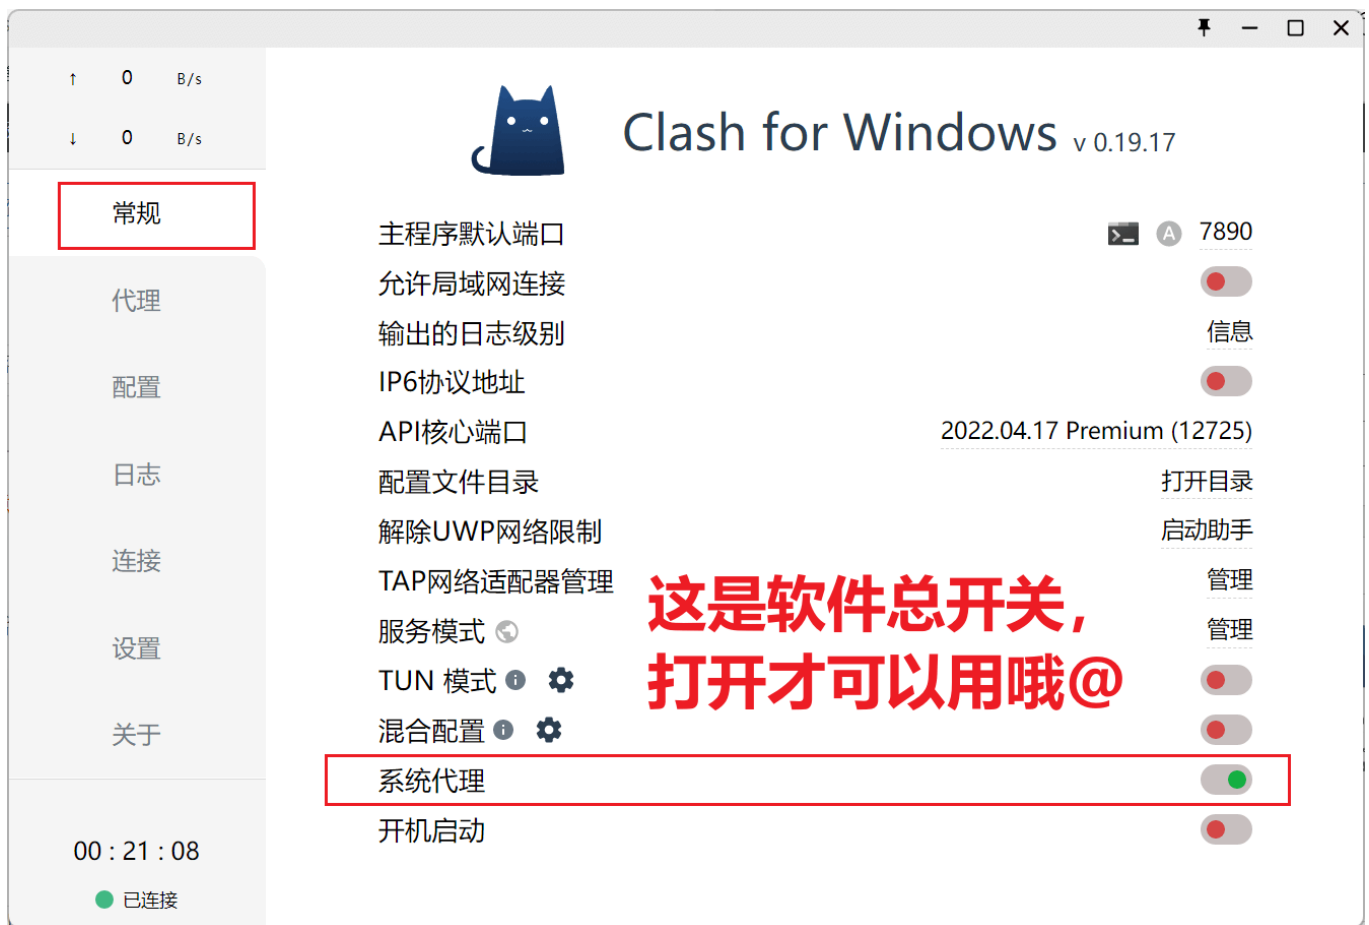 ↑ 0 B/s
↓ 0 B/s
常规
代理
配置
日志
连接
设置
关于
00 : 21 : 08
已连接
Clash for Windows v 0.19.17
主程序默认端口 A 7890
允许局域网连接
输出的日志级别 信息
IP6协议地址
API核心端口 2022.04.17 Premium (12725)
配置文件目录 打开目录
解除UWP网络限制 启动助手
TAP网络适配器管理 管理
服务模式 管理
TUN 模式
混合配置
系统代理
开机启动
这是软件总开关，
打开才可以用哦@